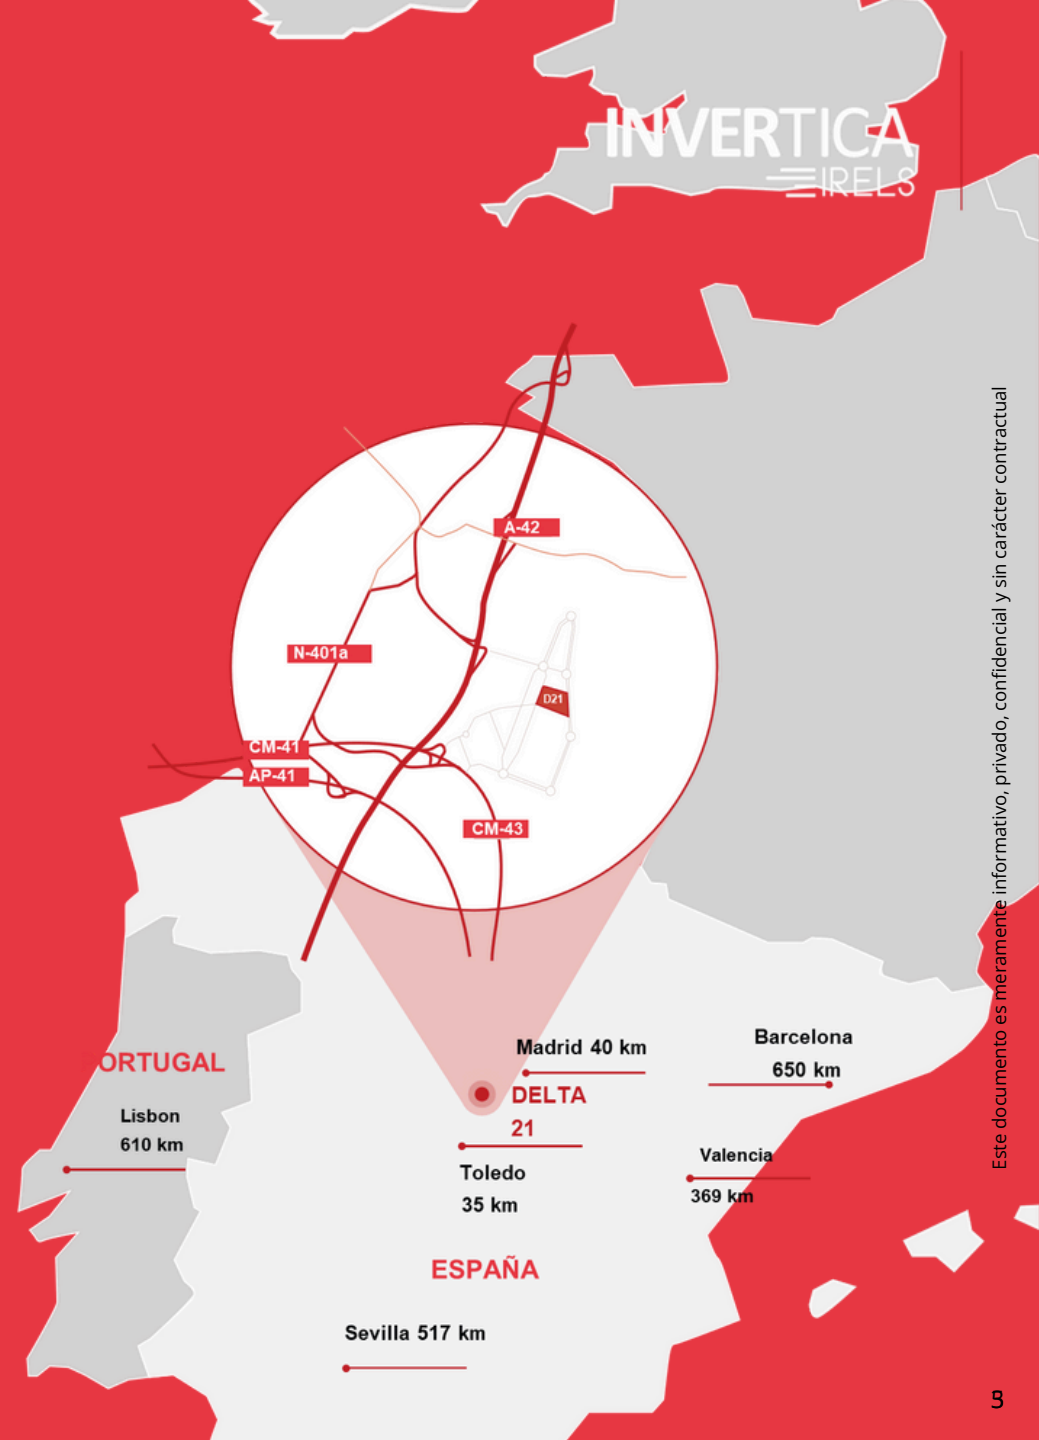 INVERTICA
IRELS
A-42
N-401a
D21
CM-41
AP-41
CM-43
Este documento es meramente informativo, privado, confidencial y sin carácter contractual
Madrid 40 km
Barcelona
650 km
PORTUGAL
DELTA
21
Lisbon
610 km
Valencia
369 km
Toledo
35 km
ESPAÑA
Sevilla 517 km